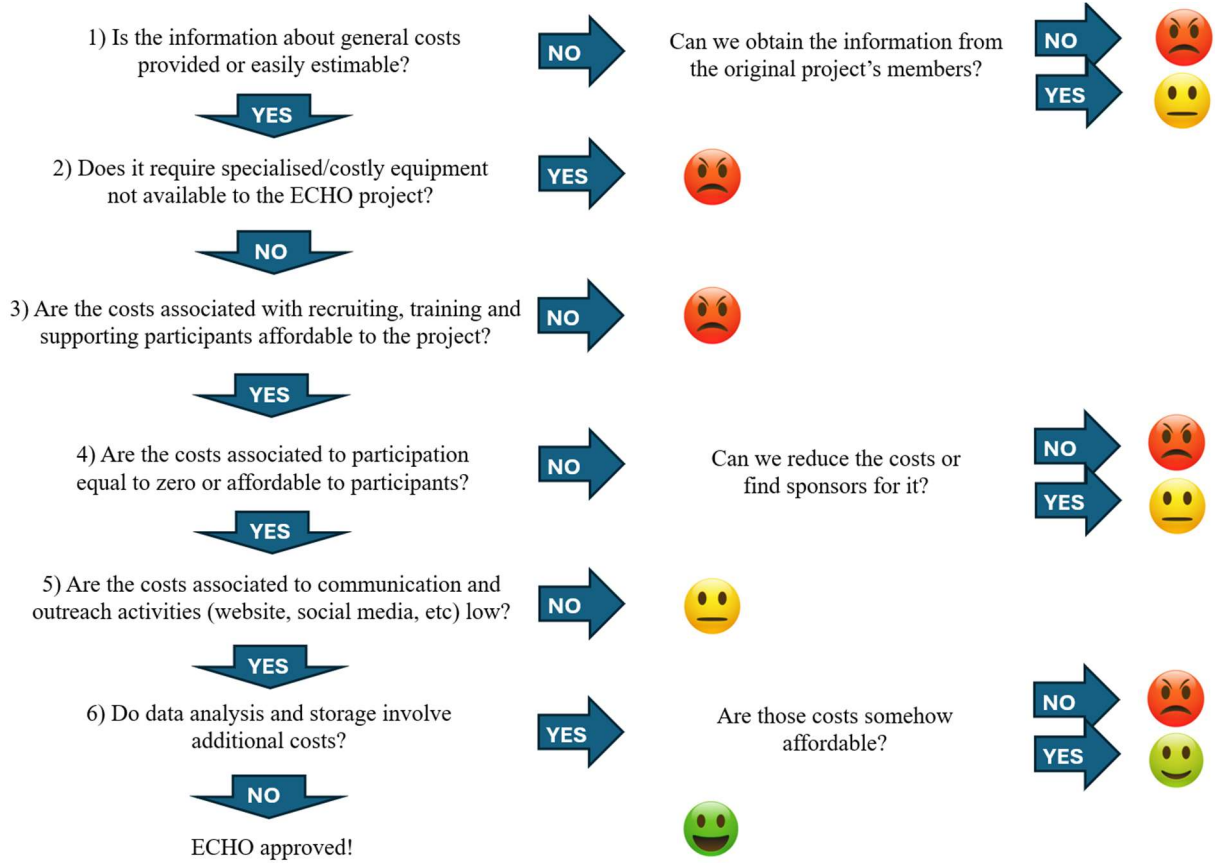 1) Is the information about general costs
provided or easily estimable?
NO
Can we obtain the information from
the original project's members?
NO
YES
YES
2) Does it require specialised/costly equipment
not available to the ECHO project?
YES
NO
3) Are the costs associated with recruiting, training and
supporting participants affordable to the project?
NO
YES
4) Are the costs associated to participation
equal to zero or affordable to participants?
NO
Can we reduce the costs or
find sponsors for it?
NO
YES
YES
5) Are the costs associated to communication and
outreach activities (website, social media, etc) low?
NO
YES
6) Do data analysis and storage involve
additional costs?
YES
Are those costs somehow
affordable?
NO
YES
NO
ECHO approved!